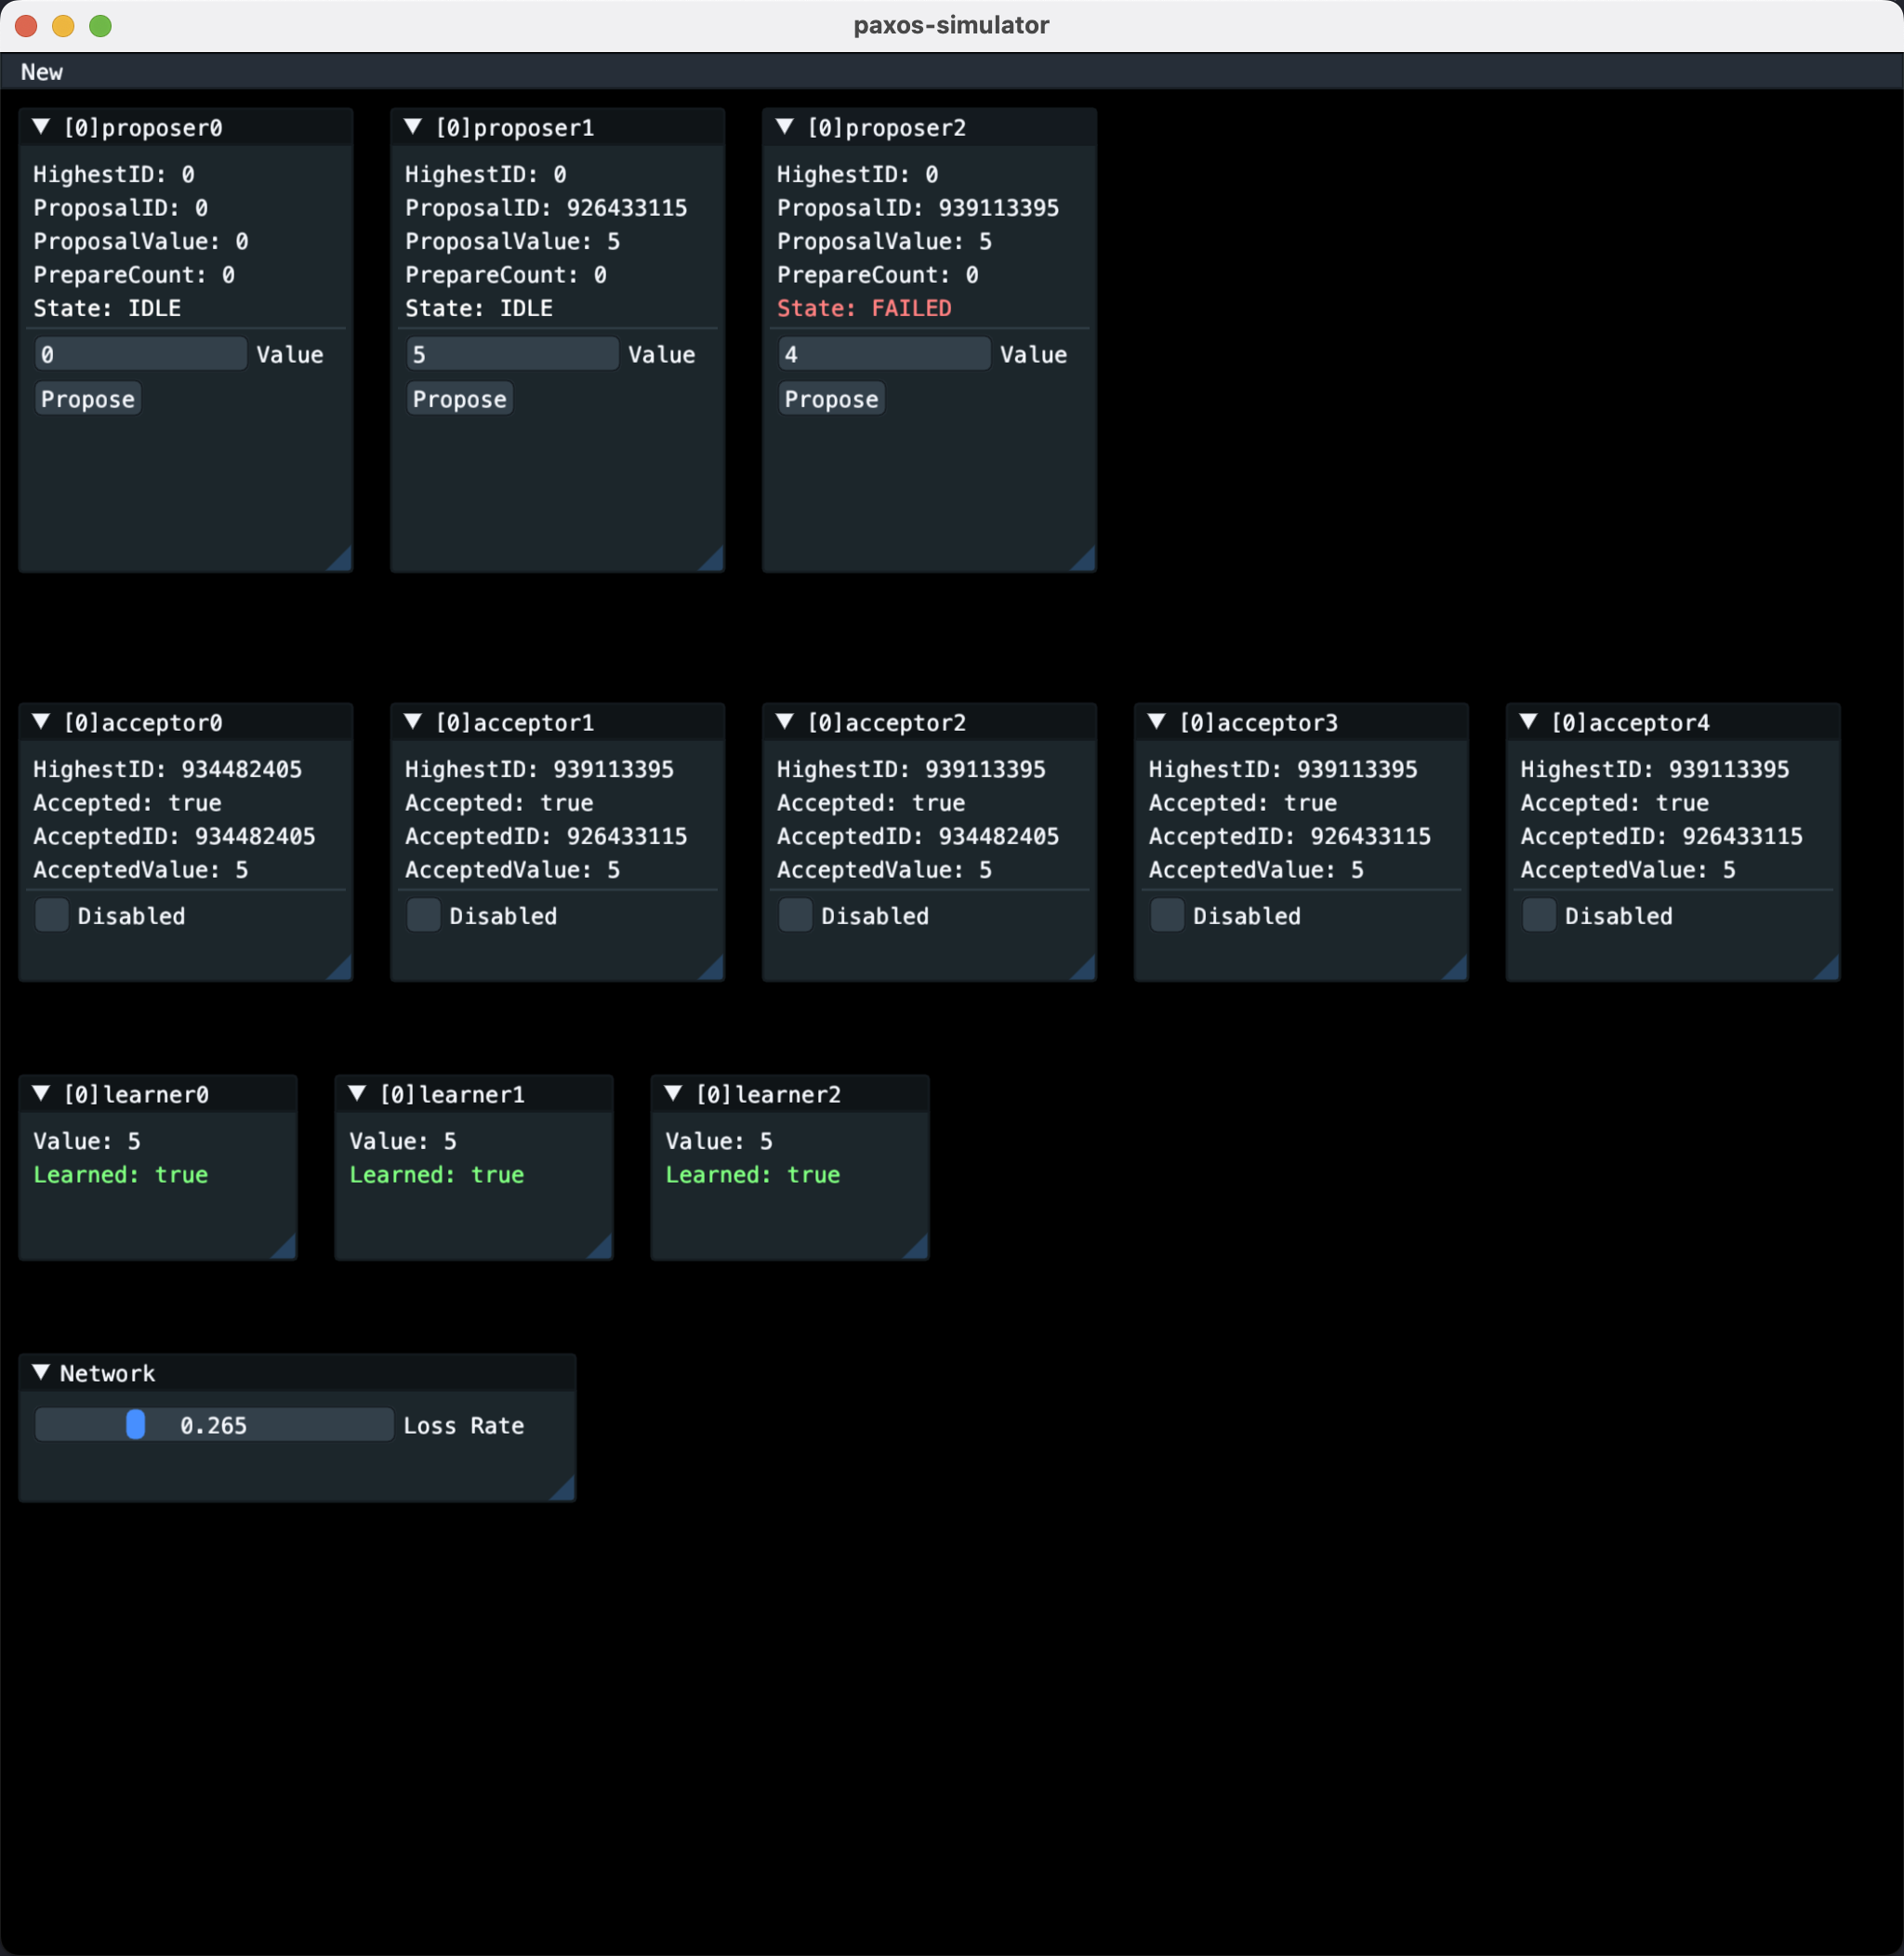 paxos-simulator
New
[0]proposer0
HighestID: 0
ProposalID: 0
ProposalValue: 0
PrepareCount: 0
State: IDLE
0 Value
Propose
[0]proposer1
HighestID: 0
ProposalID: 926433115
ProposalValue: 5
PrepareCount: 0
State: IDLE
5 Value
Propose
[0]proposer2
HighestID: 0
ProposalID: 939113395
ProposalValue: 5
PrepareCount: 0
State: FAILED
4 Value
Propose
[0]acceptor0
HighestID: 934482405
Accepted: true
AcceptedID: 934482405
AcceptedValue: 5
Disabled
[0]acceptor1
HighestID: 939113395
Accepted: true
AcceptedID: 926433115
AcceptedValue: 5
Disabled
[0]acceptor2
HighestID: 939113395
Accepted: true
AcceptedID: 934482405
AcceptedValue: 5
Disabled
[0]acceptor3
HighestID: 939113395
Accepted: true
AcceptedID: 926433115
AcceptedValue: 5
Disabled
[0]acceptor4
HighestID: 939113395
Accepted: true
AcceptedID: 926433115
AcceptedValue: 5
Disabled
[0]learner0
Value: 5
Learned: true
[0]learner1
Value: 5
Learned: true
[0]learner2
Value: 5
Learned: true
Network
0.265 Loss Rate